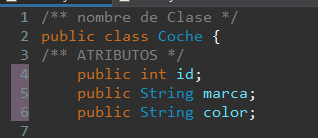 1 /** nombre de Clase */
2 public class Coche {
3 /** ATRIBUTOS */
4     public int id;
5     public String marca;
6     public String color;
7